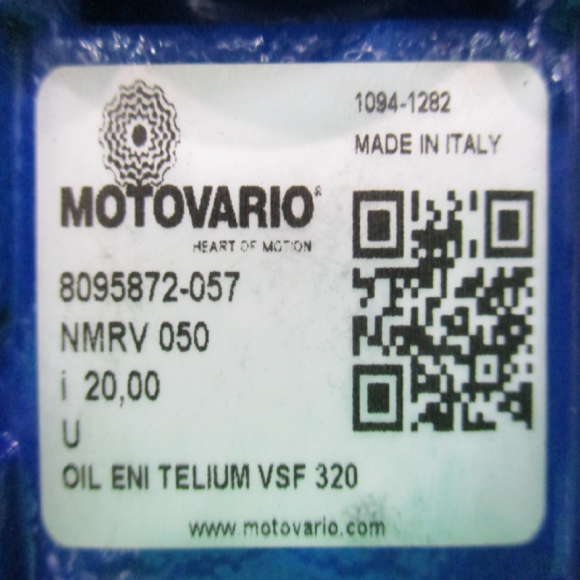 1094-1282
MADE IN ITALY
MOTOVARIO®
HEART OF MOTION
8095872-057
NMRV 050
i 20,00
U
OIL ENI TELIUM VSF 320
www.motovario.com